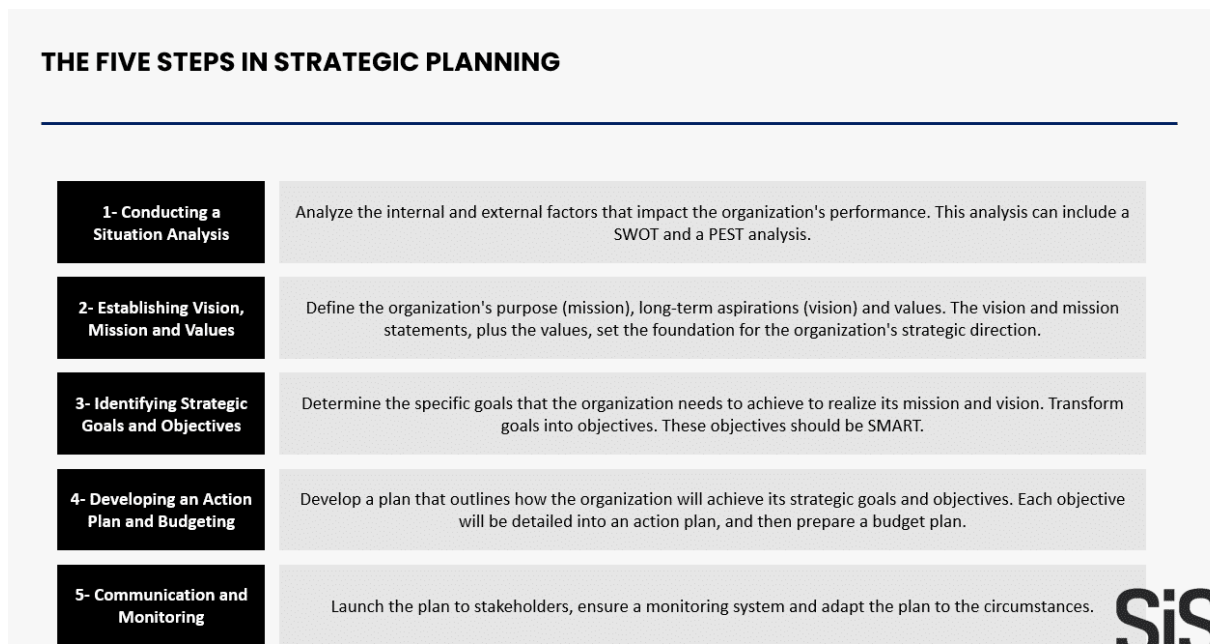 THE FIVE STEPS IN STRATEGIC PLANNING
1- Conducting a
Situation Analysis
Analyze the internal and external factors that impact the organization's performance. This analysis can include a
SWOT and a PEST analysis.
2- Establishing Vision,
Mission and Values
Define the organization's purpose (mission), long-term aspirations (vision) and values. The vision and mission
statements, plus the values, set the foundation for the organization's strategic direction.
3- Identifying Strategic
Goals and Objectives
Determine the specific goals that the organization needs to achieve to realize its mission and vision. Transform
goals into objectives. These objectives should be SMART.
4- Developing an Action
Plan and Budgeting
Develop a plan that outlines how the organization will achieve its strategic goals and objectives. Each objective
will be detailed into an action plan, and then prepare a budget plan.
5- Communication and
Monitoring
Launch the plan to stakeholders, ensure a monitoring system and adapt the plan to the circumstances.
SiS